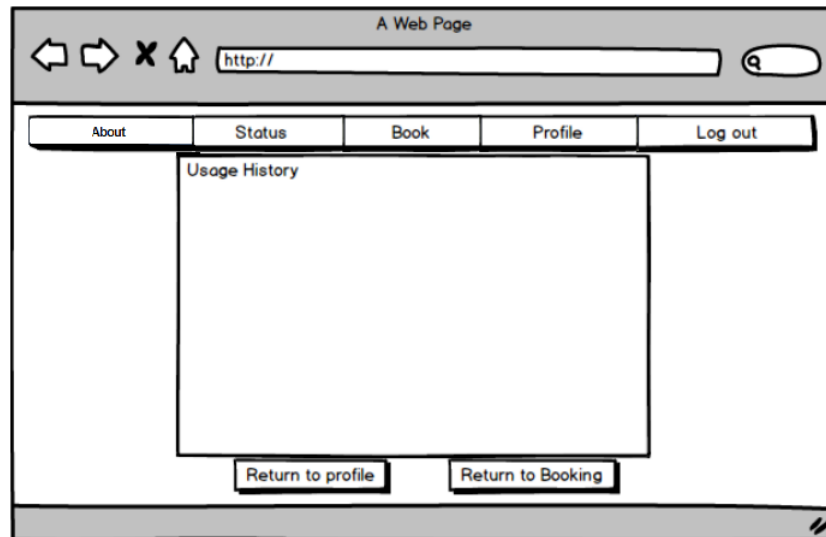 A Web Page
http://
About Status Book Profile Log out
Usage History
Return to profile Return to Booking